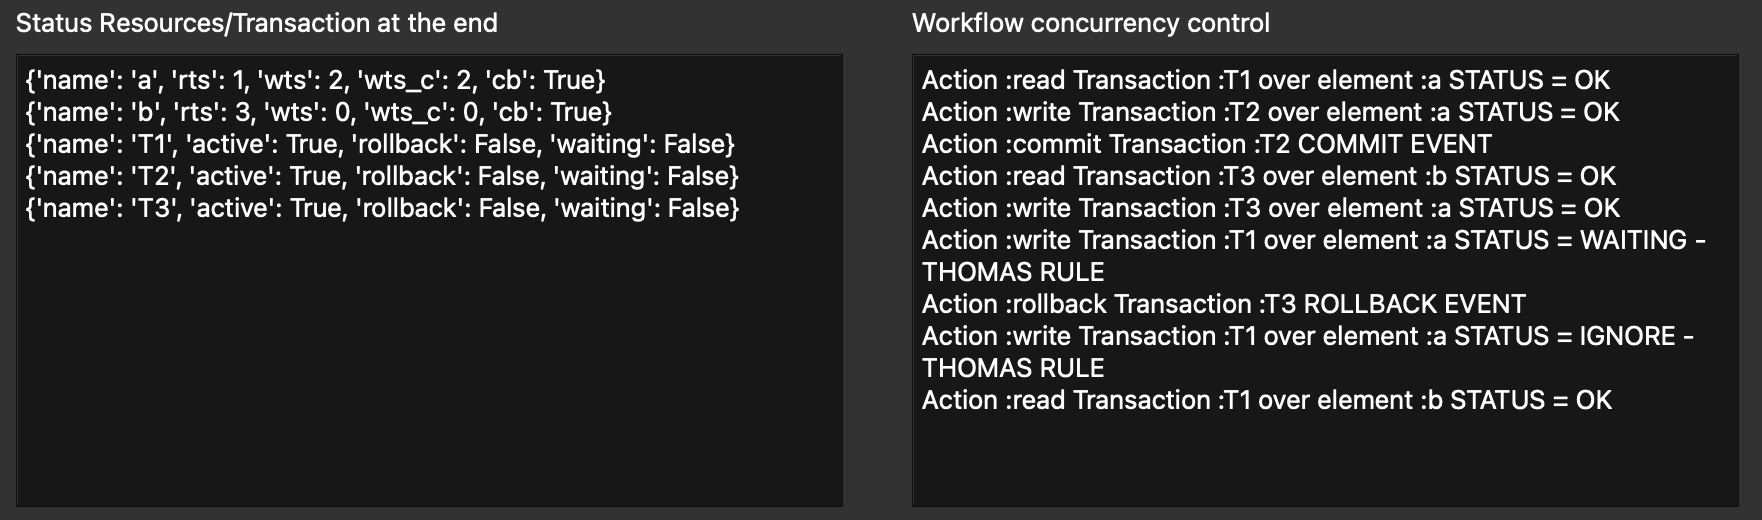 Status Resources/Transaction at the end
{'name': 'a', 'rts': 1, 'wts': 2, 'wts_c': 2, 'cb': True}
{'name': 'b', 'rts': 3, 'wts': 0, 'wts_c': 0, 'cb': True}
{'name': 'T1', 'active': True, 'rollback': False, 'waiting': False}
{'name': 'T2', 'active': True, 'rollback': False, 'waiting': False}
{'name': 'T3', 'active': True, 'rollback': False, 'waiting': False}
Workflow concurrency control
Action :read Transaction :T1 over element :a STATUS = OK
Action :write Transaction :T2 over element :a STATUS = OK
Action :commit Transaction :T2 COMMIT EVENT
Action :read Transaction :T3 over element :b STATUS = OK
Action :write Transaction :T3 over element :a STATUS = OK
Action :write Transaction :T1 over element :a STATUS = WAITING -
THOMAS RULE
Action :rollback Transaction :T3 ROLLBACK EVENT
Action :write Transaction :T1 over element :a STATUS = IGNORE -
THOMAS RULE
Action :read Transaction :T1 over element :b STATUS = OK